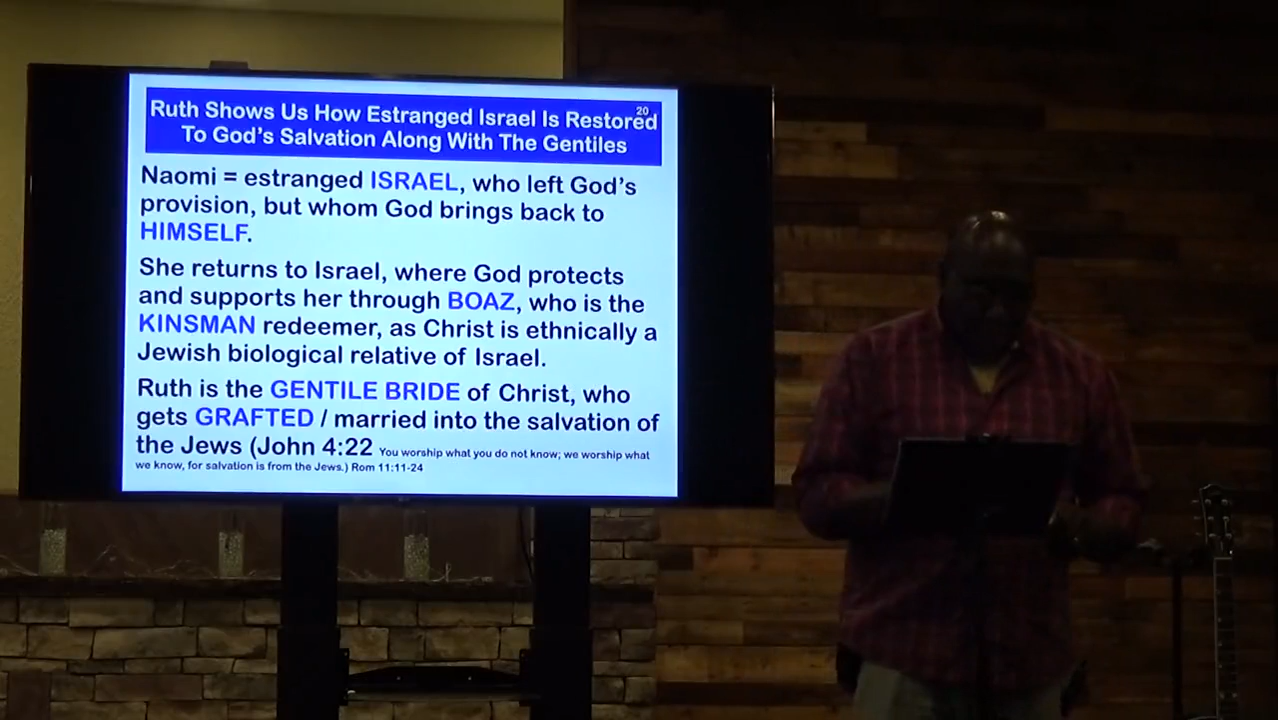 20
Ruth Shows Us How Estranged Israel Is Restored
To God's Salvation Along With The Gentiles
Naomi = estranged ISRAEL, who left God's
provision, but whom God brings back to
HIMSELF.
She returns to Israel, where God protects
and supports her through BOAZ, who is the
KINSMAN redeemer, as Christ is ethnically a
Jewish biological relative of Israel.
Ruth is the GENTILE BRIDE of Christ, who
gets GRAFTED / married into the salvation of
the Jews (John 4:22 You worship what you do not know; we worship what
we know, for salvation is from the Jews.) Rom 11:11-24